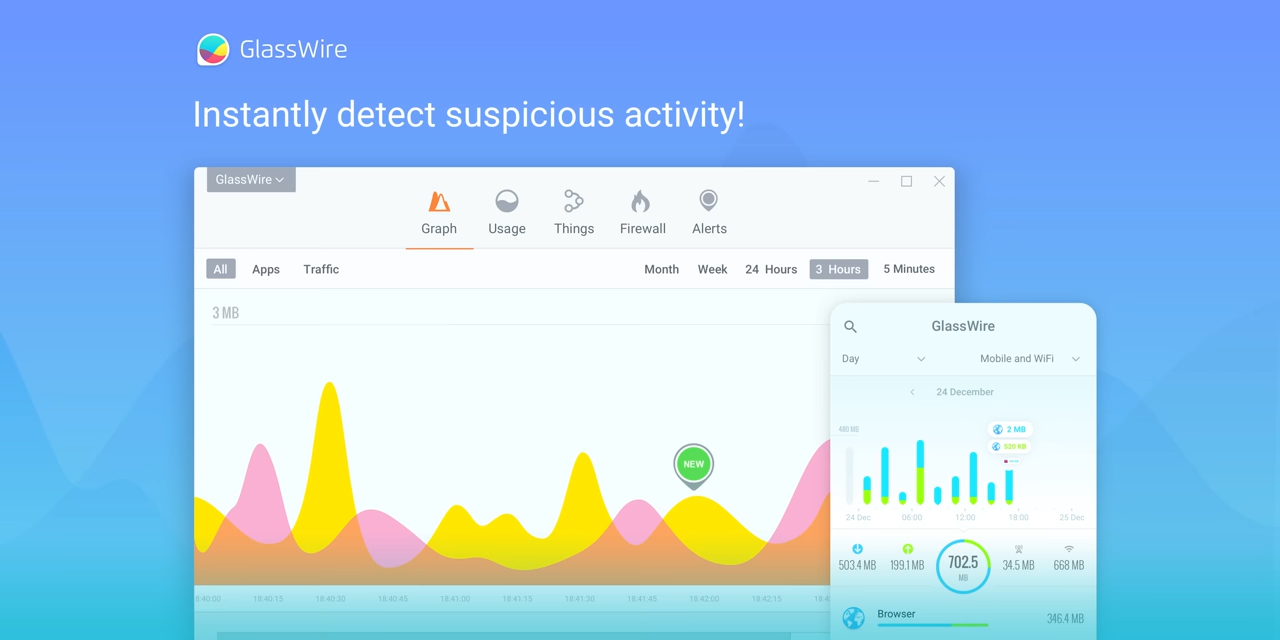 GlassWire
Instantly detect suspicious activity!
GlassWire
Graph Usage Things Firewall Alerts
All Apps Traffic Month Week 24 Hours 3 Hours 5 Minutes
3 MB
NEW
18:40:15 18:40:30 18:40:45 18:41:00 18:41:15 18:41:30 18:41:45 18:42:00 18:42:15
GlassWire
Day Mobile and WiFi
24 December
480 MB
2 MB
520 KB
24 Dec 06:00 12:00 18:00 25 Dec
503.4 MB 199.1 MB 702.5 MB 34.5 MB 668 MB
Browser 346.4 MB